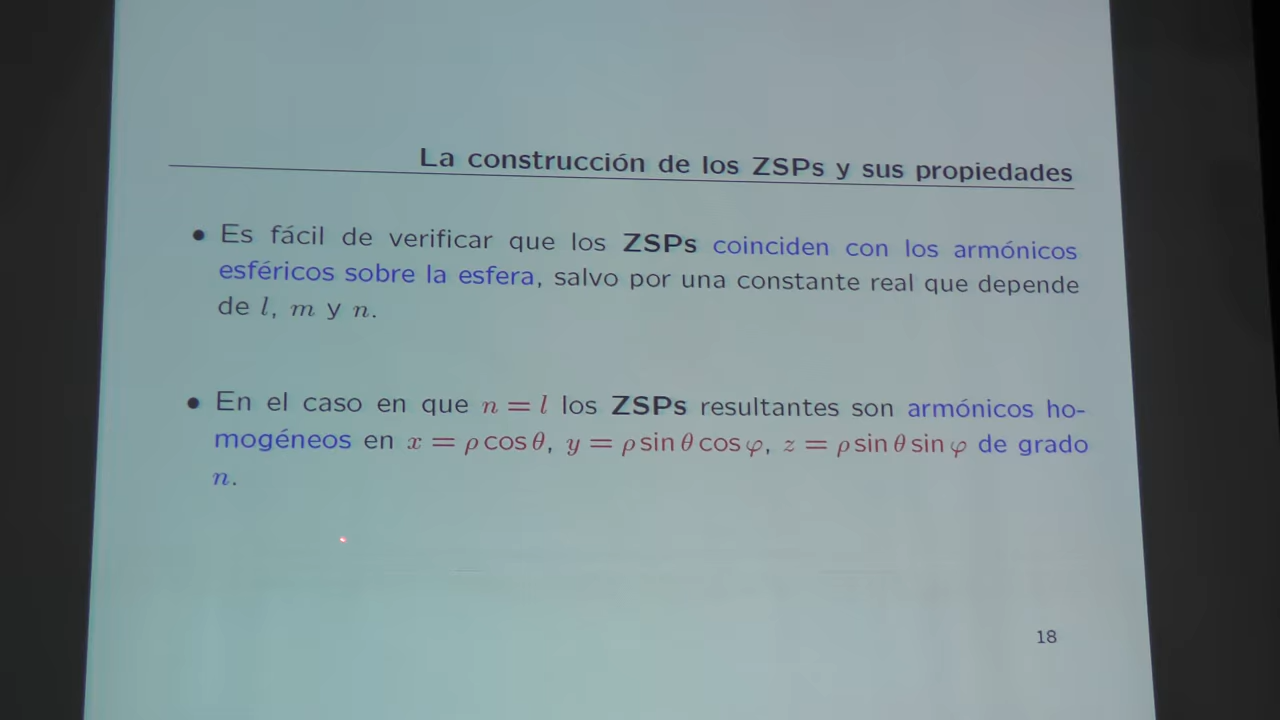 La construcción de los ZSPs y sus propiedades
• Es fácil de verificar que los ZSPs coinciden con los armónicos
esféricos sobre la esfera, salvo por una constante real que depende
de l, m y n.
• En el caso en que n = l los ZSPs resultantes son armónicos ho-
mogéneos en x = ρ cos θ, y = ρ sin θ cos φ, z = ρ sin θ sin φ de grado
n.
18